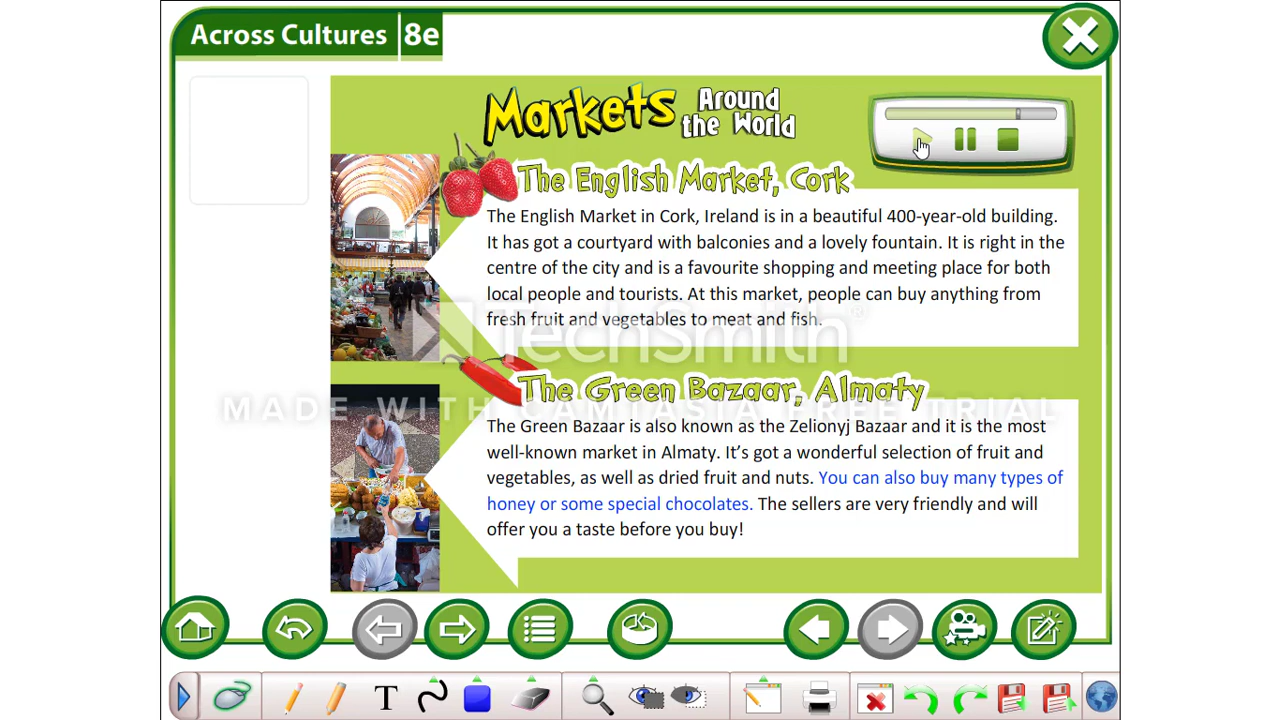 Across Cultures 8e
Markets Around
the World
The English Market, Cork
The English Market in Cork, Ireland is in a beautiful 400-year-old building.
It has got a courtyard with balconies and a lovely fountain. It is right in the
centre of the city and is a favourite shopping and meeting place for both
local people and tourists. At this market, people can buy anything from
fresh fruit and vegetables to meat and fish.
TechSmith®
The Green Bazaar, Almaty
MADE WITH CAMTASIA FREE TRIAL
The Green Bazaar is also known as the Zelionyj Bazaar and it is the most
well-known market in Almaty. It's got a wonderful selection of fruit and
vegetables, as well as dried fruit and nuts. You can also buy many types of
honey or some special chocolates. The sellers are very friendly and will
offer you a taste before you buy!
T